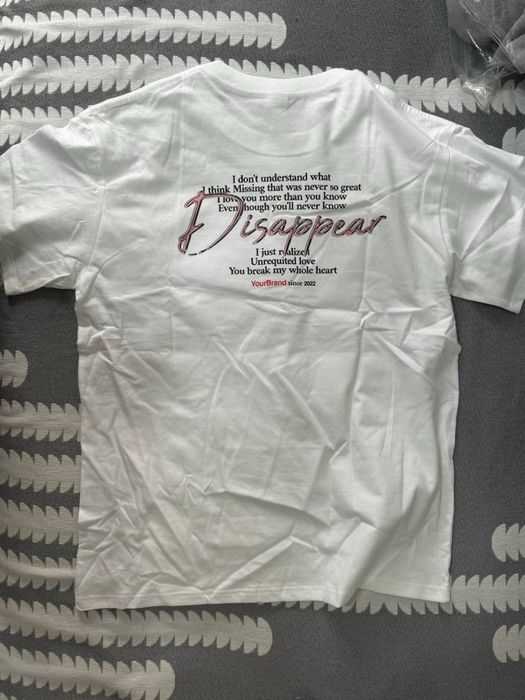 I don't understand what
I think Missing that was never so great
I love you more than you know
Even though you'll never know
Disappear
I just realized
Unrequited love
You break my whole heart
YourBrand since 2022